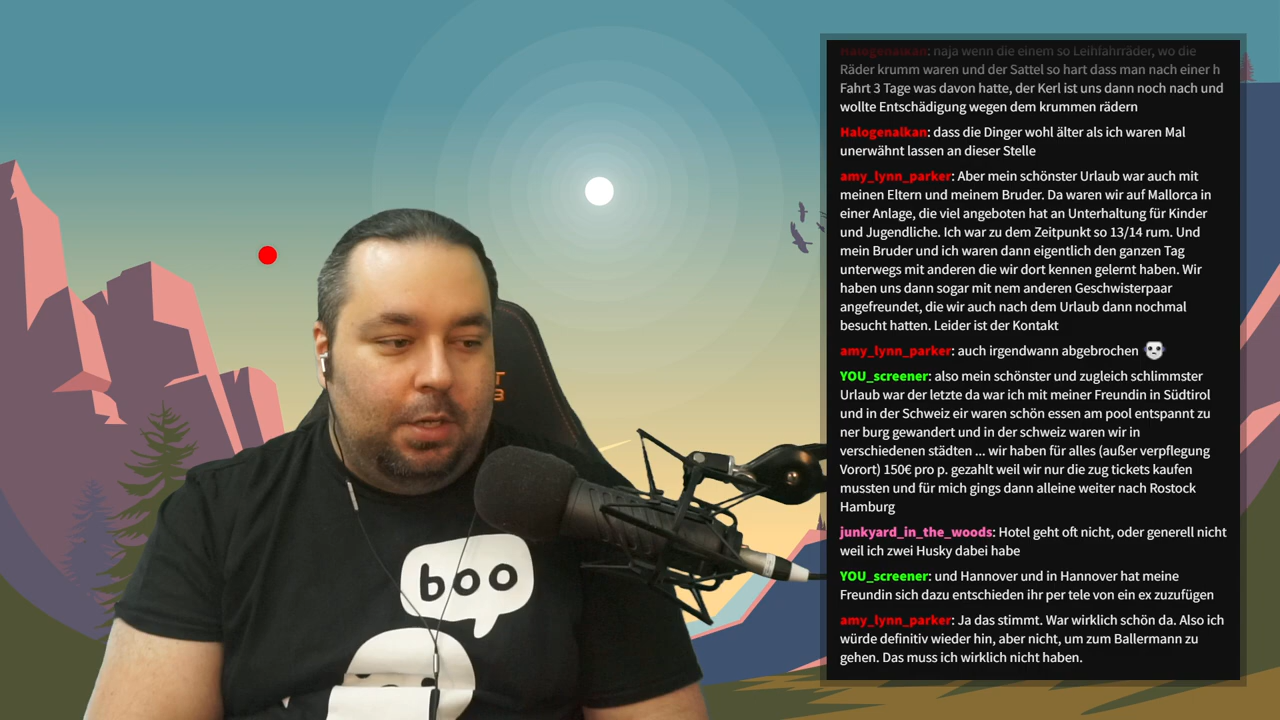 Halogenalkan: naja wenn die einem so Leihfahrräder, wo die
Räder krumm waren und der Sattel so hart dass man nach einer h
Fahrt 3 Tage was davon hatte, der Kerl ist uns dann noch nach und
wollte Entschädigung wegen dem krummen rädern
Halogenalkan: dass die Dinger wohl älter als ich waren Mal
unerwähnt lassen an dieser Stelle
amy_lynn_parker: Aber mein schönster Urlaub war auch mit
meinen Eltern und meinem Bruder. Da waren wir auf Mallorca in
einer Anlage, die viel angeboten hat an Unterhaltung für Kinder
und Jugendliche. Ich war zu dem Zeitpunkt so 13/14 rum. Und
mein Bruder und ich waren dann eigentlich den ganzen Tag
unterwegs mit anderen die wir dort kennen gelernt haben. Wir
haben uns dann sogar mit nem anderen Geschwisterpaar
angefreundet, die wir auch nach dem Urlaub dann nochmal
besucht hatten. Leider ist der Kontakt
amy_lynn_parker: auch irgendwann abgebrochen
YOU_screener: also mein schönster und zugleich schlimmster
Urlaub war der letzte da war ich mit meiner Freundin in Südtirol
und in der Schweiz eir waren schön essen am pool entspannt zu
ner burg gewandert und in der schweiz waren wir in
verschiedenen städten ... wir haben für alles (außer verpflegung
Vorort) 150€ pro p. gezahlt weil wir nur die zug tickets kaufen
mussten und für mich gings dann alleine weiter nach Rostock
Hamburg
junkyard_in_the_woods: Hotel geht oft nicht, oder generell nicht
weil ich zwei Husky dabei habe
YOU_screener: und Hannover und in Hannover hat meine
Freundin sich dazu entschieden ihr per tele von ein ex zuzufügen
amy_lynn_parker: Ja das stimmt. War wirklich schön da. Also ich
würde definitiv wieder hin, aber nicht, um zum Ballermann zu
gehen. Das muss ich wirklich nicht haben.
boo